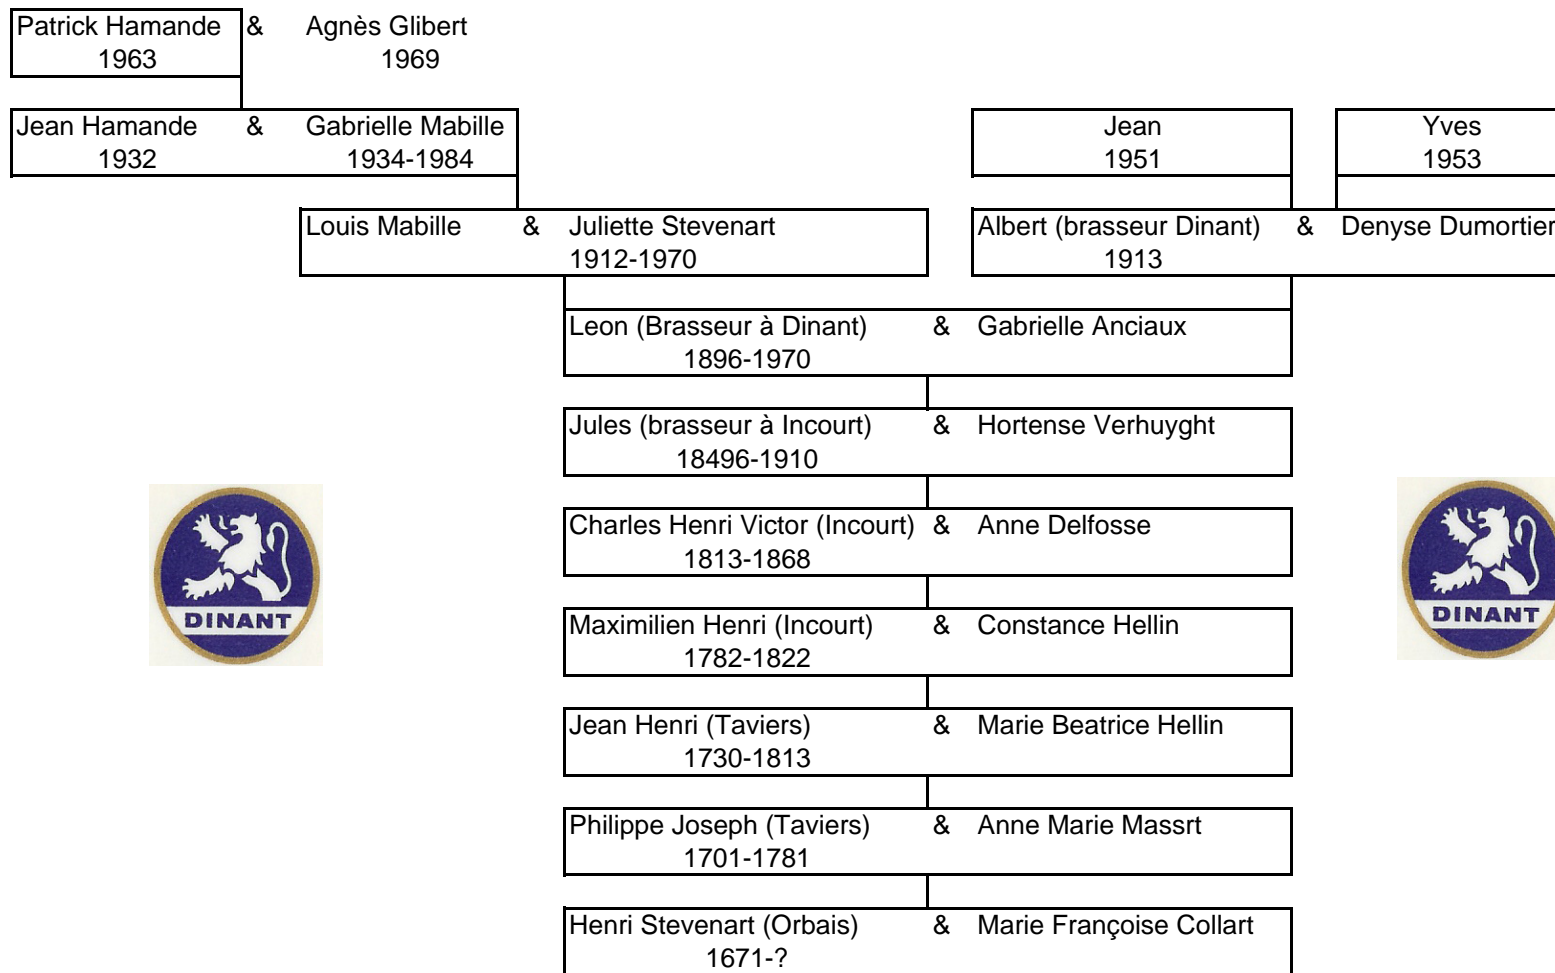 Patrick Hamande & Agnès Glibert
1963 1969
Jean Hamande & Gabrielle Mabille Jean Yves
1932 1934-1984 1951 1953
Louis Mabille & Juliette Stevenart Albert (brasseur Dinant) & Denyse Dumortier
1912-1970 1913
Leon (Brasseur à Dinant) & Gabrielle Anciaux
1896-1970
Jules (brasseur à Incourt) & Hortense Verhuyght
18496-1910
Charles Henri Victor (Incourt) & Anne Delfosse
1813-1868
DINANT DINANT
Maximilien Henri (Incourt) & Constance Hellin
1782-1822
Jean Henri (Taviers) & Marie Beatrice Hellin
1730-1813
Philippe Joseph (Taviers) & Anne Marie Massrt
1701-1781
Henri Stevenart (Orbais) & Marie Françoise Collart
1671-?